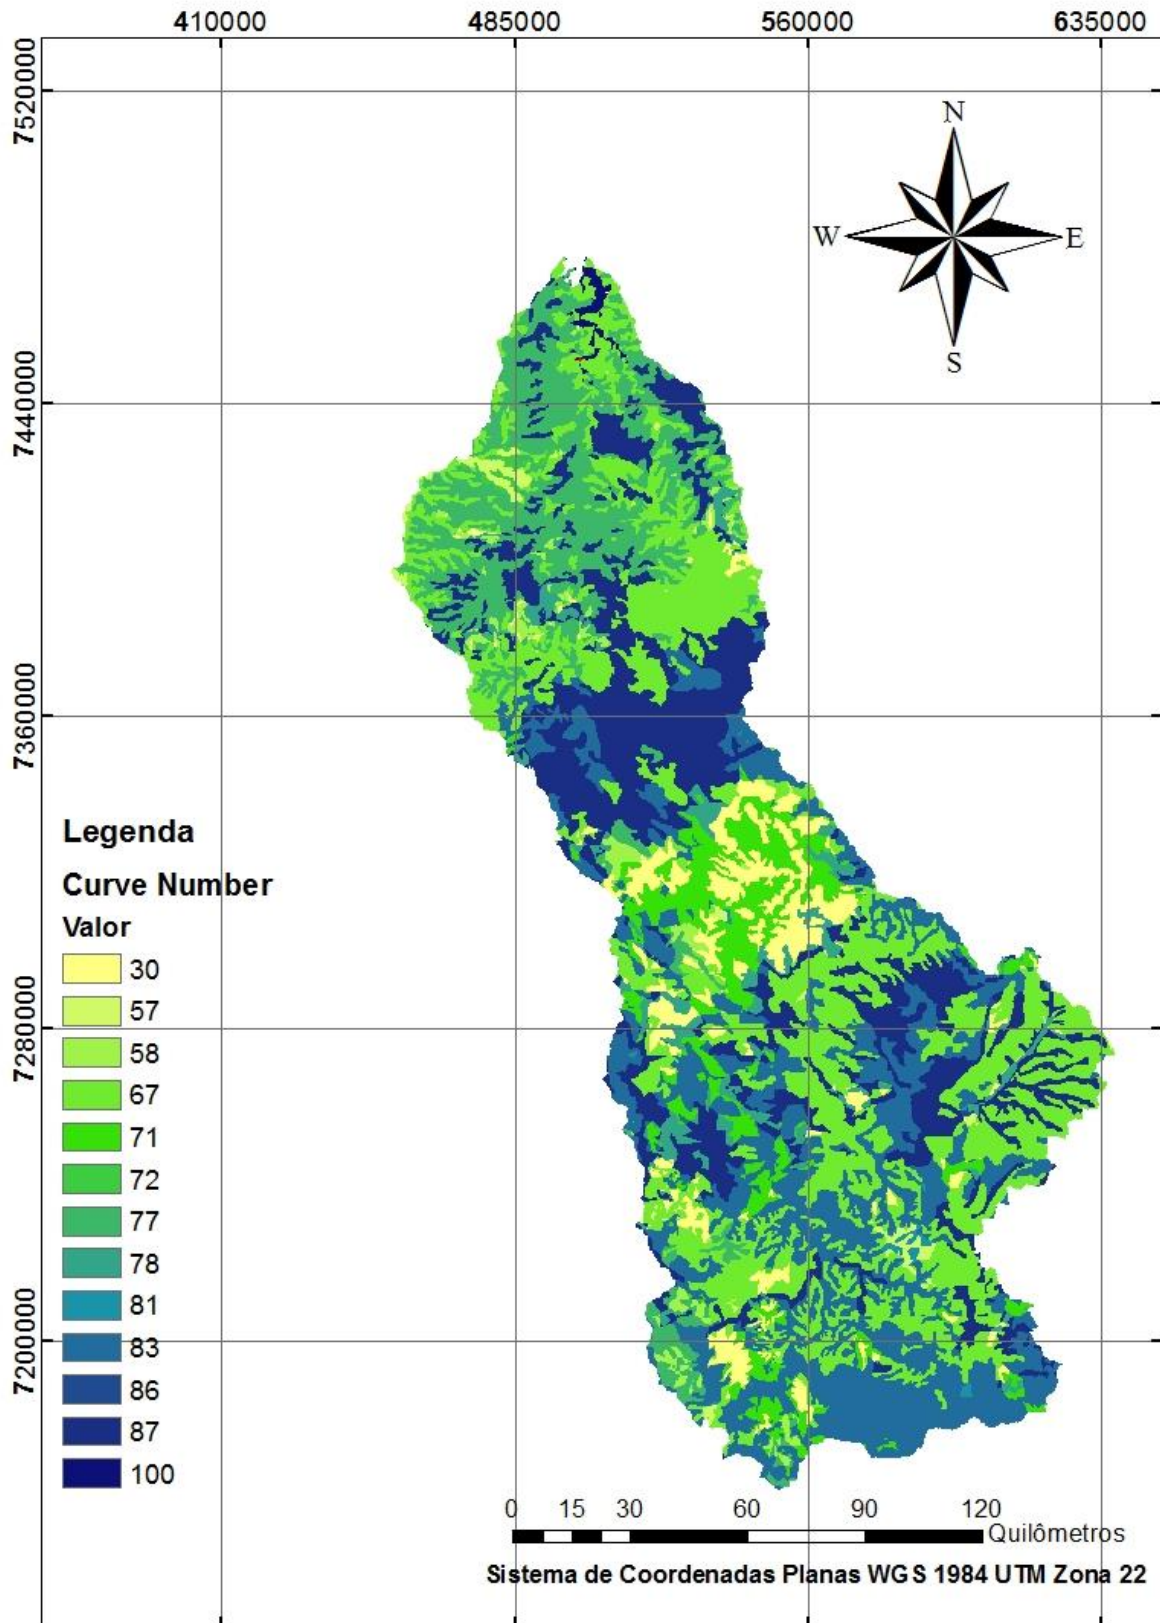 410000 485000 560000 635000
7520000
7440000
7360000
7280000
7200000
N
W E
S
Legenda
Curve Number
Valor
30
57
58
67
71
72
77
78
81
83
86
87
100
0 15 30 60 90 120
Quilômetros
Sistema de Coordenadas Planas WGS 1984 UTM Zona 22